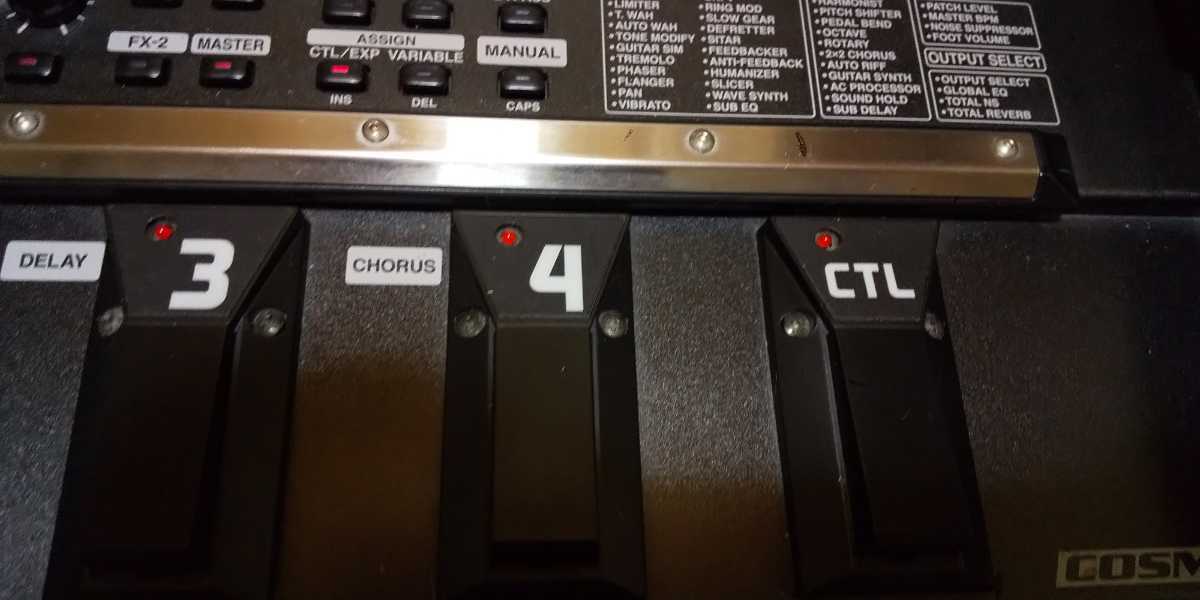 LIMITER
• T. WAH
• AUTO WAH
• TONE MODIFY
• GUITAR SIM
• TREMOLO
• PHASER
• FLANGER
• PAN
• VIBRATO
• RING MOD
• SLOW GEAR
• DEFRETTER
• SITAR
• FEEDBACKER
• ANTI-FEEDBACK
• HUMANIZER
• SLICER
• WAVE SYNTH
• SUB EQ
HARMONIST
• PITCH SHIFTER
• PEDAL BEND
• OCTAVE
• ROTARY
• 2×2 CHORUS
• AUTO RIFF
• GUITAR SYNTH
• AC PROCESSOR
• SOUND HOLD
• SUB DELAY
• PATCH LEVEL
• MASTER BPM
• NOISE SUPPRESSOR
• FOOT VOLUME
OUTPUT SELECT
• OUTPUT SELECT
• GLOBAL EQ
• TOTAL NS
• TOTAL REVERB
FX-2
MASTER
ASSIGN
CTL/EXP VARIABLE
MANUAL
INS
DEL
CAPS
DELAY
3
CHORUS
4
CTL
COSM